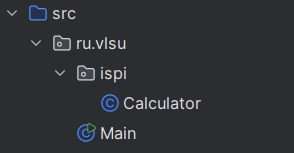 src
ru.vlsu
ispi
Calculator
Main